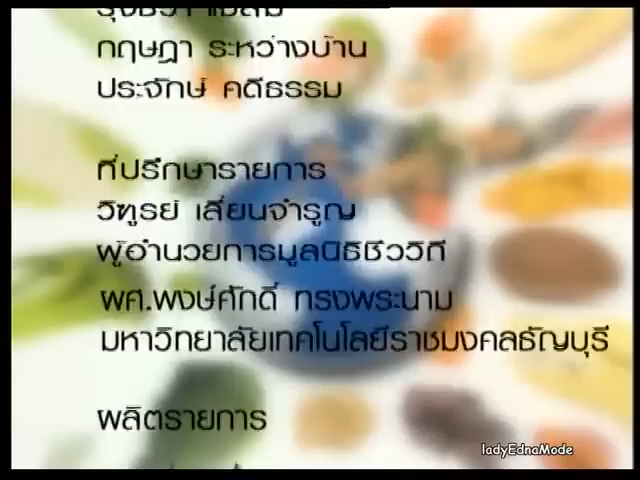 กฤษฎา ระหว่างบ้าน
ประจักษ์ คดีธรรม
ที่ปรึกษารายการ
วิฑูรย์ เลี่ยนจำรูญ
ผู้อำนวยการมูลนิธิชีววิถี
ผศ.พงษ์ศักดิ์ ทรงพระนาม
มหาวิทยาลัยเทคโนโลยีราชมงคลธัญบุรี
ผลิตรายการ
ladyEdnaMode